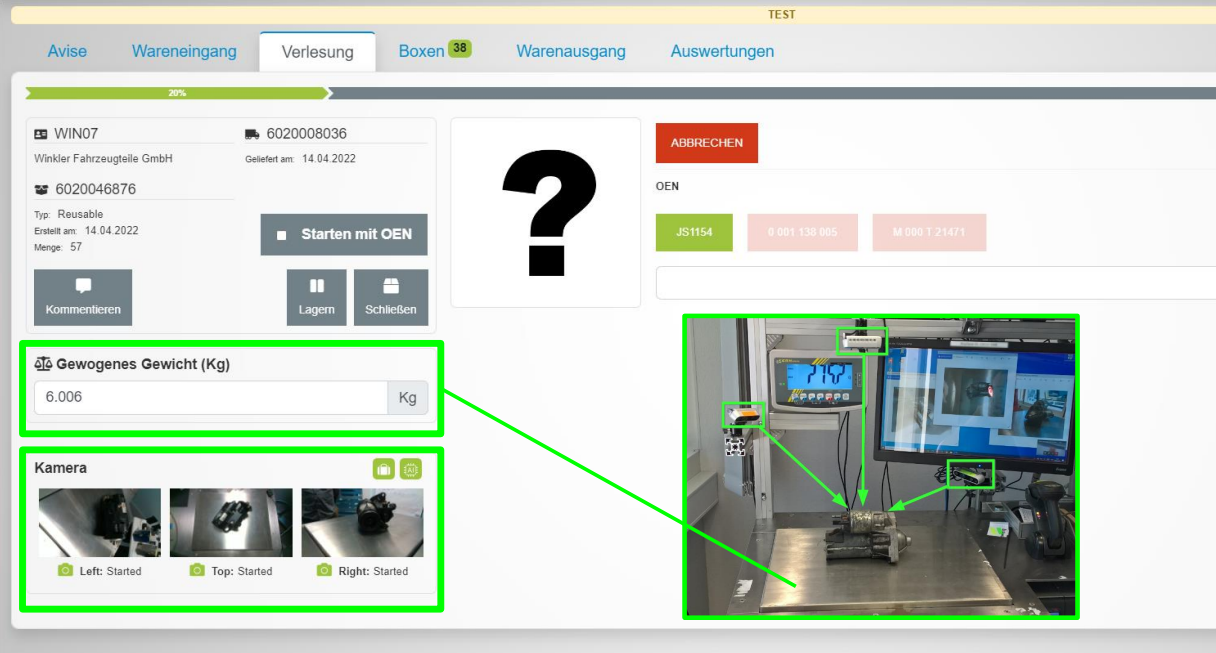 TEST
Avise Wareneingang Verlesung Boxen 38 Warenausgang Auswertungen
20%
WIN07 6020008036
Winkler Fahrzeugteile GmbH Geliefert am: 14.04.2022
6020046876
Typ: Reusable
Erstellt am: 14.04.2022
Menge: 57
Starten mit OEN
Kommentieren Lagern Schließen
ABBRECHEN
OEN
JS1154 0 001 138 005 M 000 T 21471
Gewogenes Gewicht (Kg)
6.006 Kg
Kamera
AI
Left: Started Top: Started Right: Started